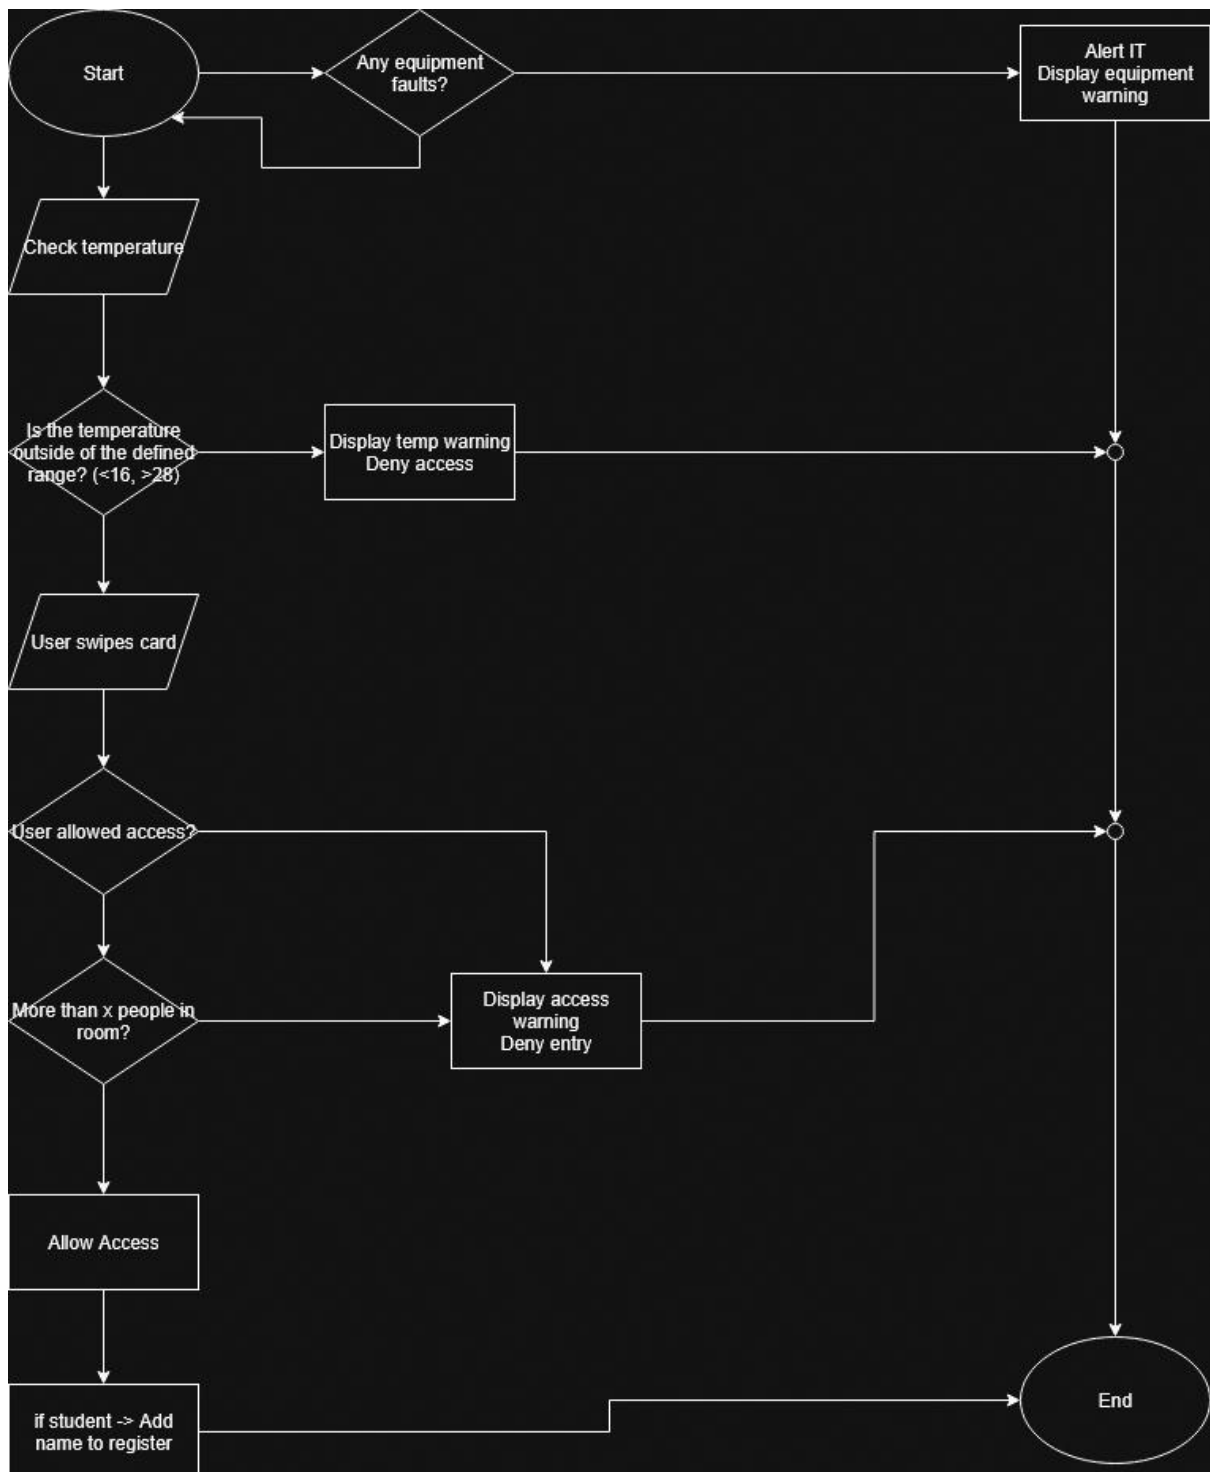 Start
Any equipment
faults?
Alert IT
Display equipment
warning
Check temperature
Is the temperature
outside of the defined
range? (<16, >28)
Display temp warning
Deny access
User swipes card
User allowed access?
More than x people in
room?
Display access
warning
Deny entry
Allow Access
if student -> Add
name to register
End